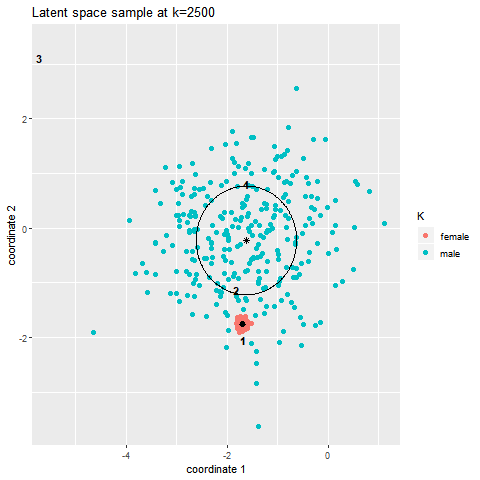 Latent space sample at k=2500
3
2
0
-2
4
2
1
coordinate 2
-4
-2
0
coordinate 1
K
female
male